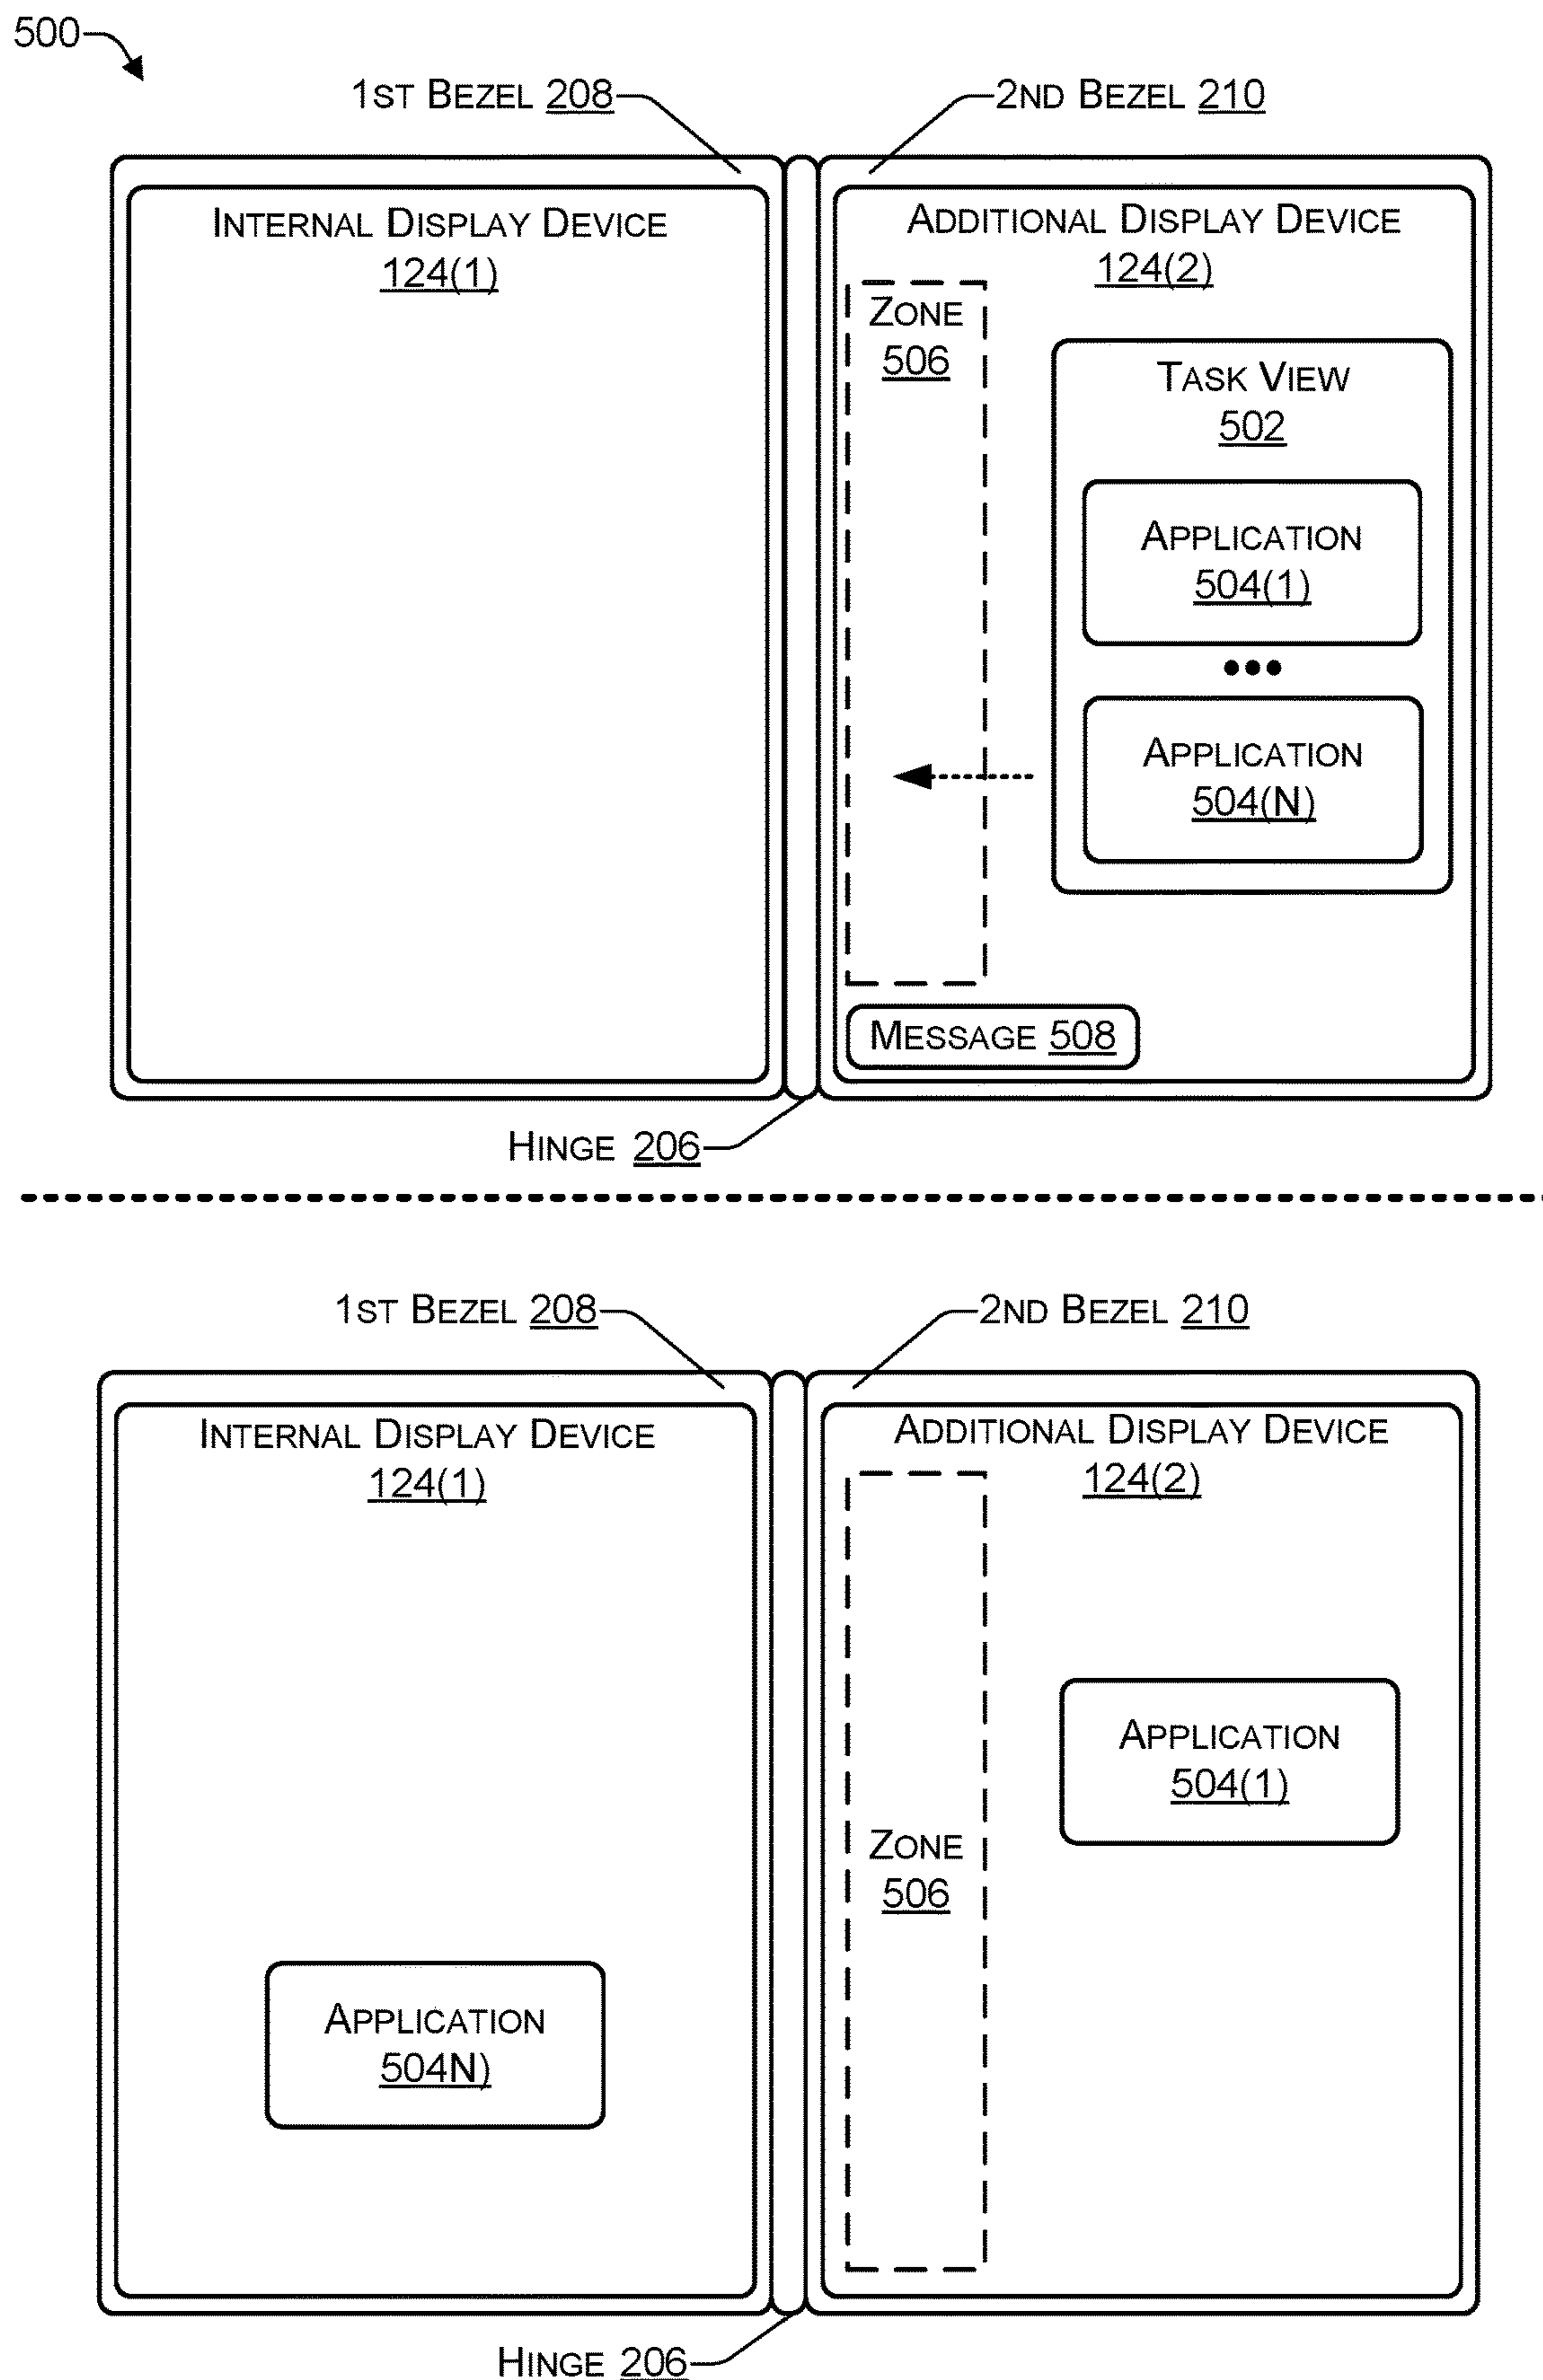 500
1ST BEZEL 208
2ND BEZEL 210
INTERNAL DISPLAY DEVICE
124(1)
ADDITIONAL DISPLAY DEVICE
124(2)
ZONE
506
TASK VIEW
502
APPLICATION
504(1)
•••
APPLICATION
504(N)
MESSAGE 508
HINGE 206
1ST BEZEL 208
2ND BEZEL 210
INTERNAL DISPLAY DEVICE
124(1)
ADDITIONAL DISPLAY DEVICE
124(2)
APPLICATION
504(1)
ZONE
506
APPLICATION
504N)
HINGE 206